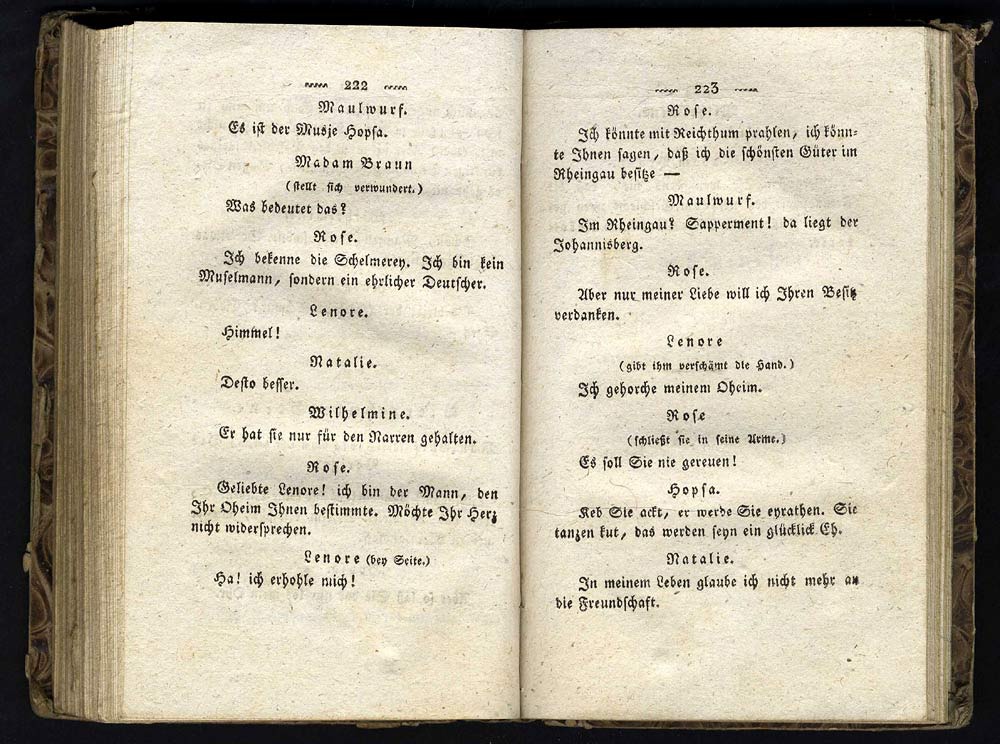 222
Maulwurf.
Es ist der Musje Hopsa.
Madam Braun
(stellt sich verwundert.)
Was bedeutet das?
Rose.
Ich bekenne die Schelmerey. Ich bin kein
Muselmann, sondern ein ehrlicher Deutscher.
Lenore.
Himmel!
Natalie.
Desto besser.
Wilhelmine.
Er hat sie nur für den Narren gehalten.
Rose.
Geliebte Lenore! ich bin der Mann, den
Ihr Oheim Ihnen bestimmte. Möchte Ihr Herz
nicht widersprechen.
Lenore (bey Seite.)
Ha! ich erhohle mich!
223
Rose.
Ich könnte mit Reichthum prahlen, ich könn-
te Ihnen sagen, daß ich die schönsten Güter im
Rheingau besitze —
Maulwurf.
Im Rheingau? Sapperment! da liegt der
Johannisberg.
Rose.
Aber nur meiner Liebe will ich Ihren Besitz
verdanken.
Lenore
(gibt ihm verschämt die Hand.)
Ich gehorche meinem Oheim.
Rose
(schließt sie in seine Arme.)
Es soll Sie nie gereuen!
Hopsa.
Keb Sie ackt, er werde Sie eyrathen. Sie
tanzen kut, das werden seyn ein glücklick Eh.
Natalie.
In meinem Leben glaube ich nicht mehr an
die Freundschaft.